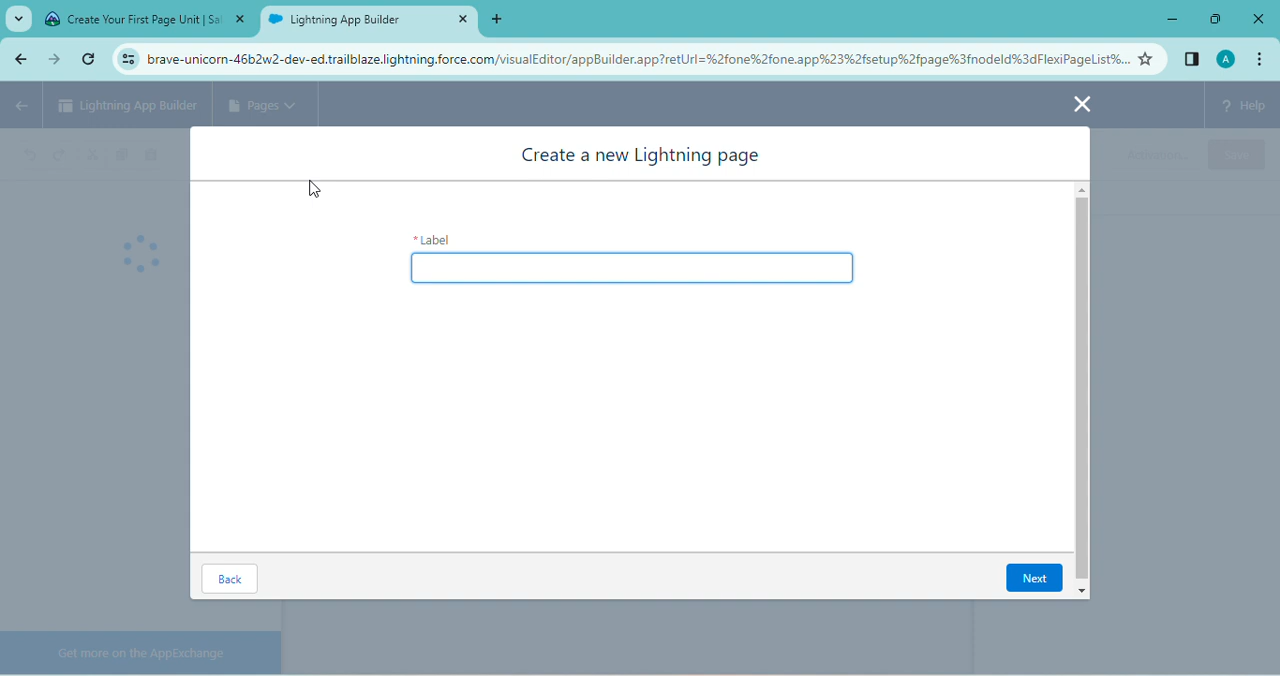 Create Your First Page Unit | Sa
Lightning App Builder
brave-unicorn-46b2w2-dev-ed.trailblaze.lightning.force.com/visualEditor/appBuilder.app?retUrl=%2fone%2fone.app%23%2fsetup%2fpage%3fnodeId%3dFlexiPageList%...
A
Lightning App Builder
Pages
? Help
Activation...
Save
Create a new Lightning page
* Label
Back
Next
Get more on the AppExchange